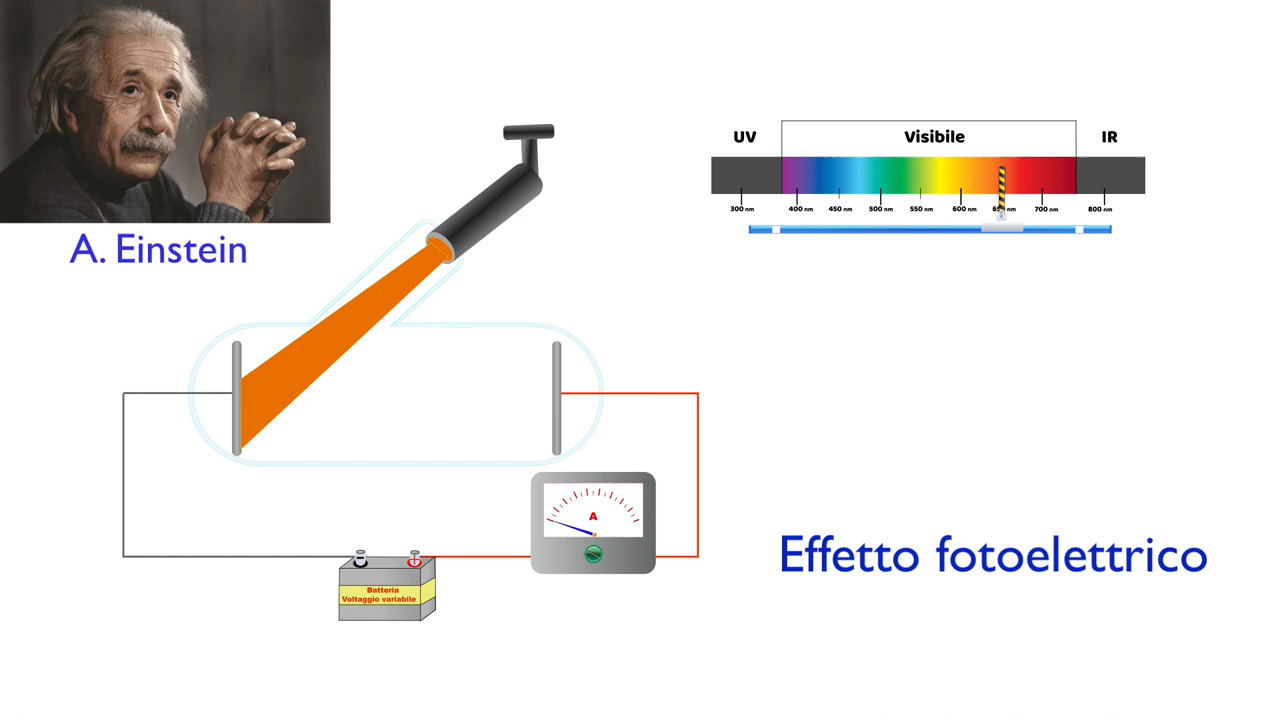 A. Einstein
UV
Visibile
IR
300 nm
400 nm
450 nm
500 nm
550 nm
600 nm
700 nm
800 nm
A
Batteria
Voltaggio variabile
Effetto fotoelettrico